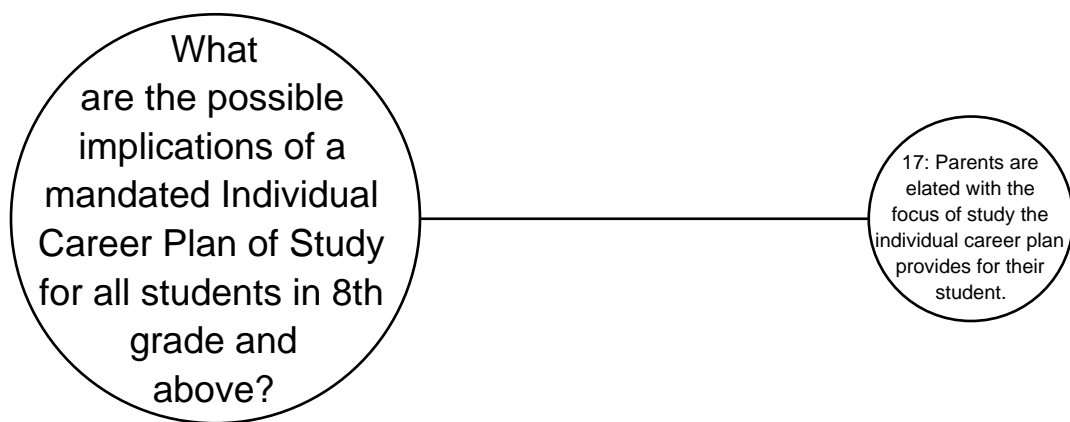 What
are the possible
implications of a
mandated Individual
Career Plan of Study
for all students in 8th
grade and
above?
17: Parents are
elated with the
focus of study the
individual career plan
provides for their
student.